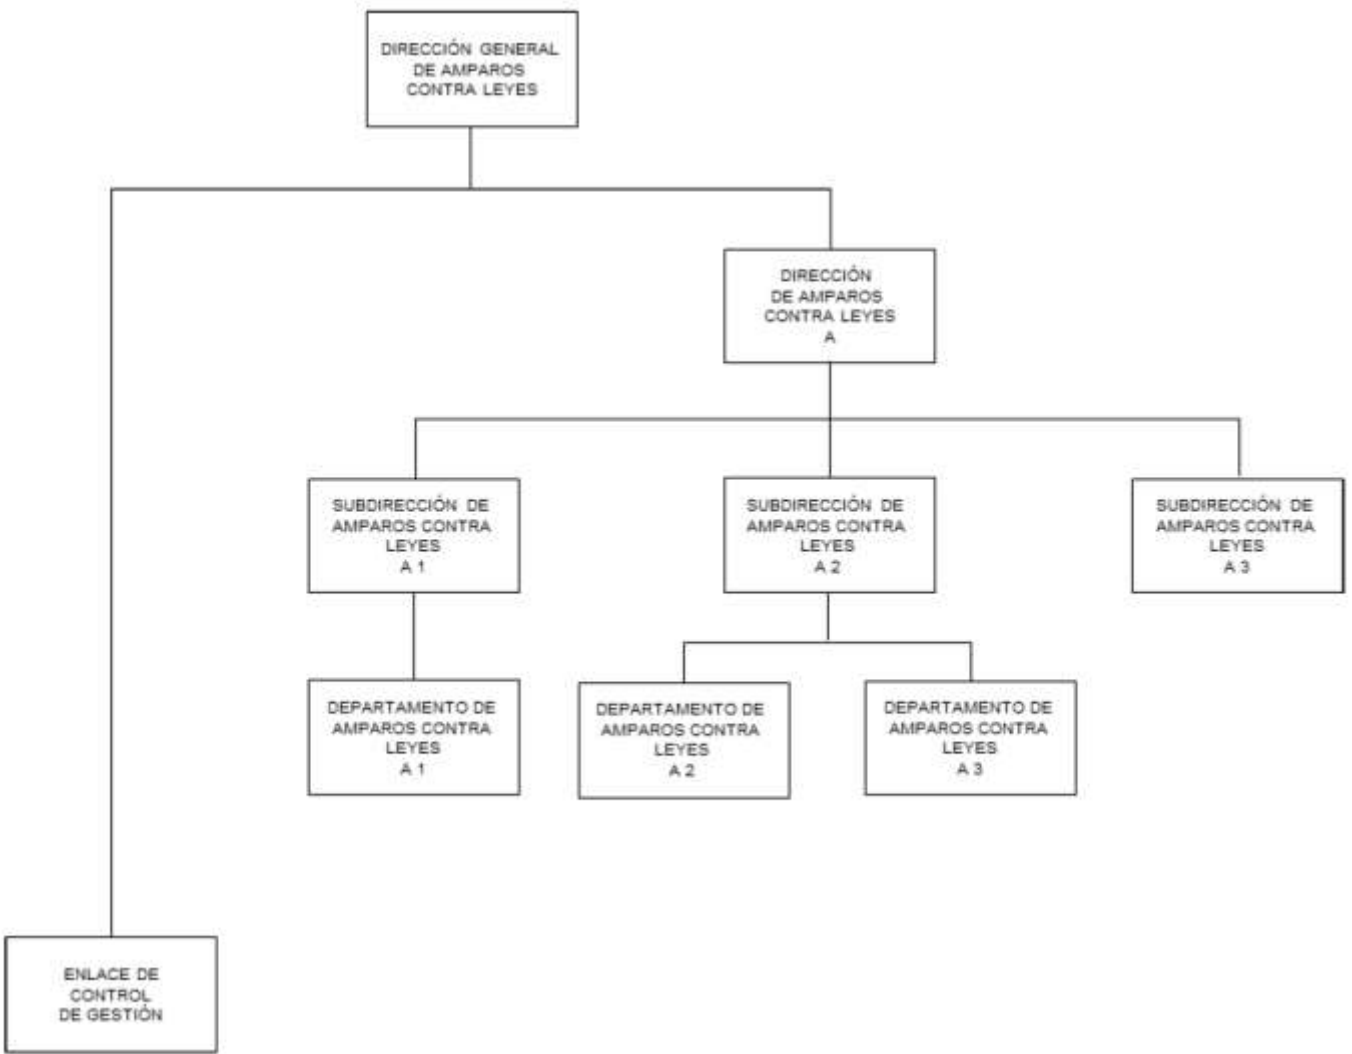 DIRECCIÓN GENERAL
DE AMPAROS
CONTRA LEYES
DIRECCIÓN
DE AMPAROS
CONTRA LEYES
A
SUBDIRECCIÓN DE
AMPAROS CONTRA
LEYES
A 1
SUBDIRECCIÓN DE
AMPAROS CONTRA
LEYES
A 2
SUBDIRECCIÓN DE
AMPAROS CONTRA
LEYES
A 3
DEPARTAMENTO DE
AMPAROS CONTRA
LEYES
A 1
DEPARTAMENTO DE
AMPAROS CONTRA
LEYES
A 2
DEPARTAMENTO DE
AMPAROS CONTRA
LEYES
A 3
ENLACE DE
CONTROL
DE GESTIÓN